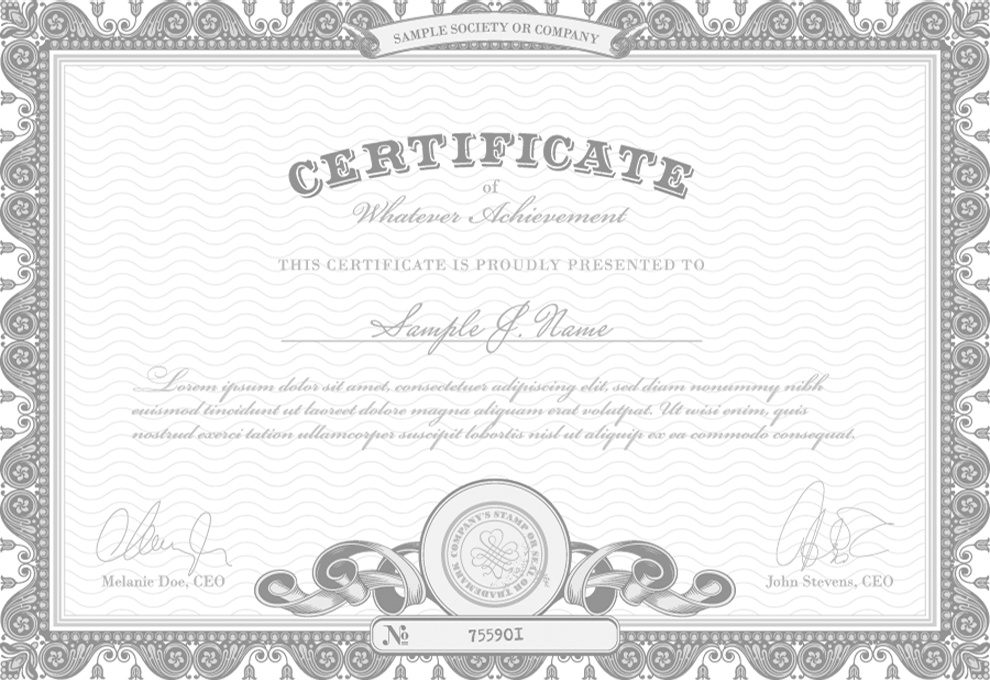 SAMPLE SOCIETY OR COMPANY
CERTIFICATE
of
Whatever Achievement
THIS CERTIFICATE IS PROUDLY PRESENTED TO
Sample J. Name
Lorem ipsum dolor sit amet, consectetuer adipiscing elit, sed diam nonummy nibh
euismod tincidunt ut laoreet dolore magna aliquam erat volutpat. Ut wisi enim, quis
nostrud exerci tation ullamcorper suscipit lobortis nisl ut aliquip ex ea commodo consequat.
COMPANY'S STAMP OR SEAL OR TRADEMARK
Melanie Doe, CEO
John Stevens, CEO
No 75590I